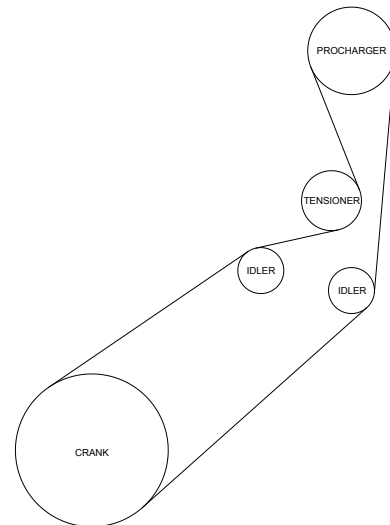 PROCHARGER
TENSIONER
IDLER
IDLER
CRANK